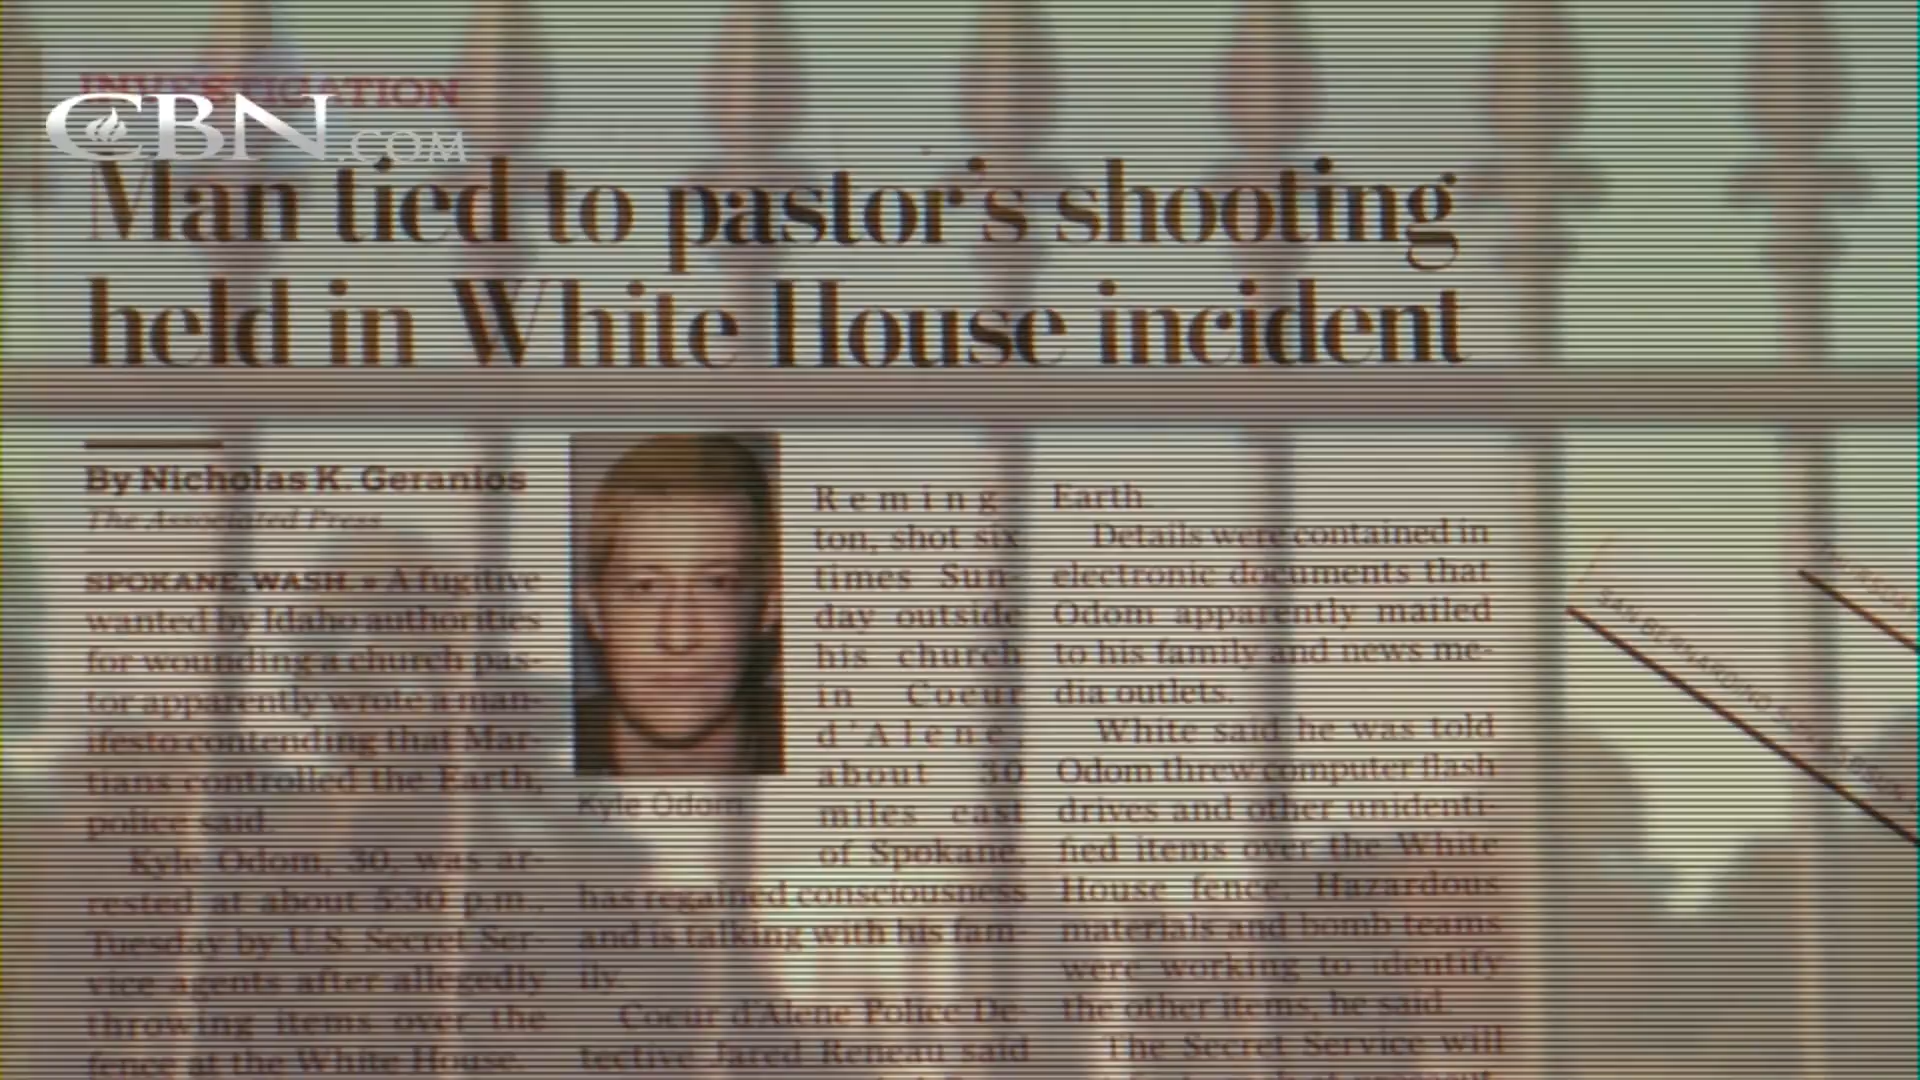 INVESTIGATION
CBN.COM
Man tied to pastor's shooting
held in White House incident
By Nicholas K. Geranios
The Associated Press
SPOKANE, WASH. » A fugitive
wanted by Idaho authorities
for wounding a church pas-
tor apparently wrote a man-
ifesto contending that Mar-
tians controlled the Earth,
police said.
Kyle Odom, 30, was ar-
rested at about 5:30 p.m.,
Tuesday by U.S. Secret Ser-
vice agents after allegedly
throwing items over the
fence at the White House.
Kyle Odom
Reming-
ton, shot six
times Sun-
day outside
his church
in Coeur
d'Alene,
about 30
miles east
of Spokane,
has regained consciousness
and is talking with his fam-
ily.
Coeur d'Alene Police De-
tective Jared Reneau said
Earth.
Details were contained in
electronic documents that
Odom apparently mailed
to his family and news me-
dia outlets.
White said he was told
Odom threw computer flash
drives and other unidenti-
fied items over the White
House fence. Hazardous
materials and bomb teams
were working to identify
the other items, he said.
The Secret Service will
SAN BERNARDINO